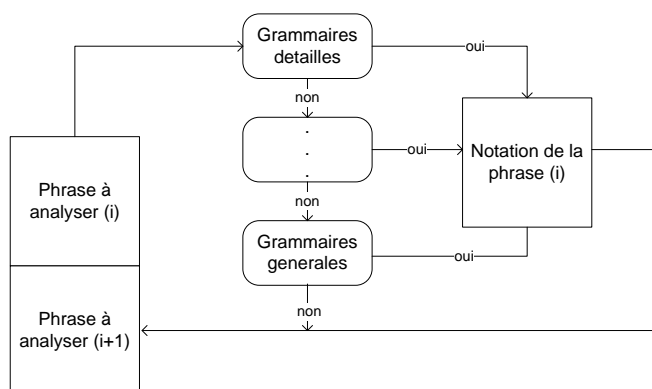 Grammaires
detailles
oui
non
Phrase à
analyser (i)
.
.
.
oui
Notation de la
phrase (i)
non
Grammaires
generales
oui
non
Phrase à
analyser (i+1)